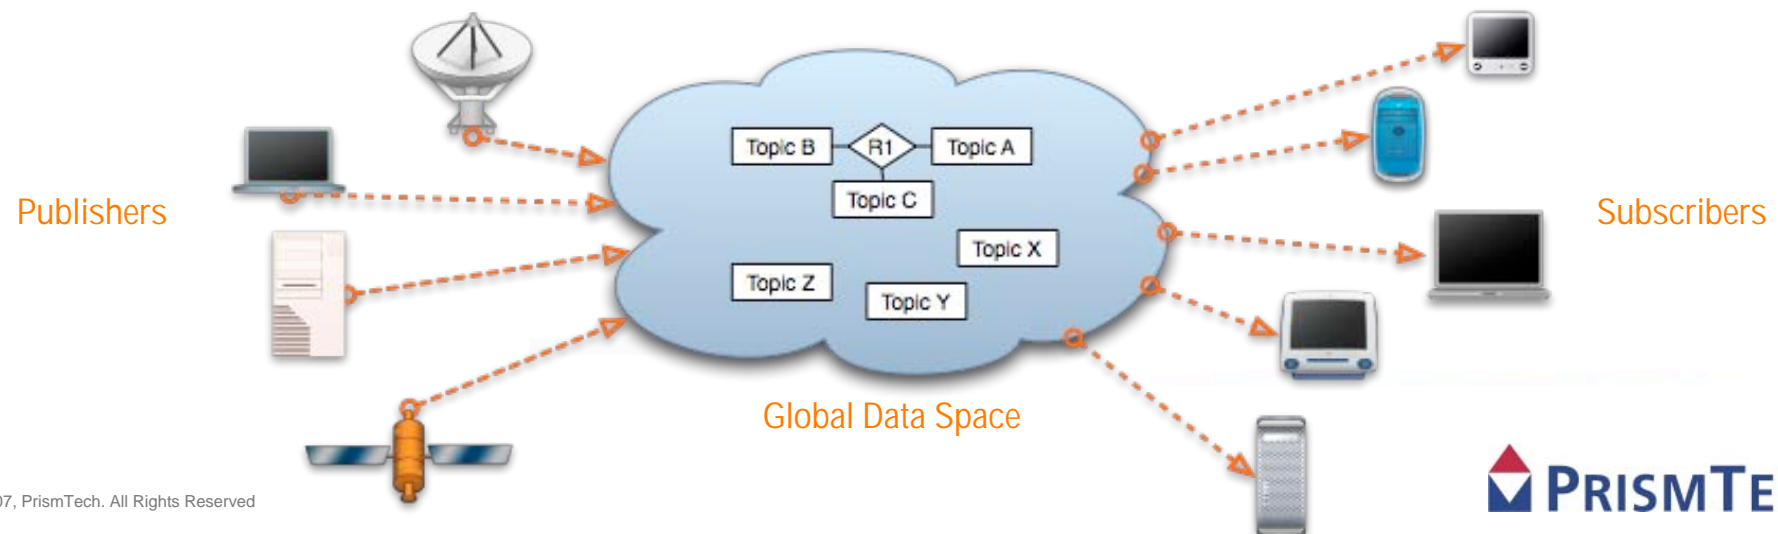 Topic B
R1
Topic A
Topic C
Publishers
Subscribers
Topic X
Topic Z
Topic Y
Global Data Space
07, PrismTech. All Rights Reserved
PRISMTE